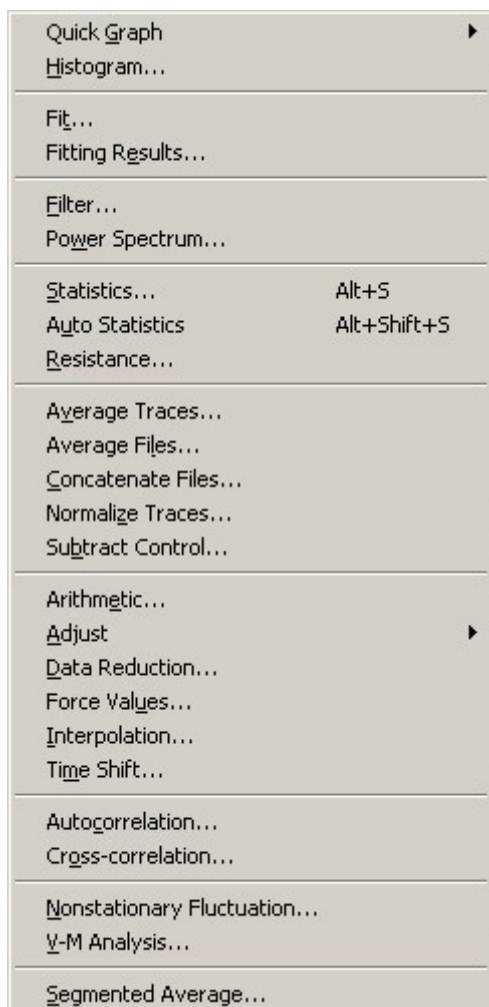 Quick Graph
Histogram...
Fit...
Fitting Results...
Filter...
Power Spectrum...
Statistics... Alt+S
Auto Statistics Alt+Shift+S
Resistance...
Average Traces...
Average Files...
Concatenate Files...
Normalize Traces...
Subtract Control...
Arithmetic...
Adjust
Data Reduction...
Force Values...
Interpolation...
Time Shift...
Autocorrelation...
Cross-correlation...
Nonstationary Fluctuation...
V-M Analysis...
Segmented Average...